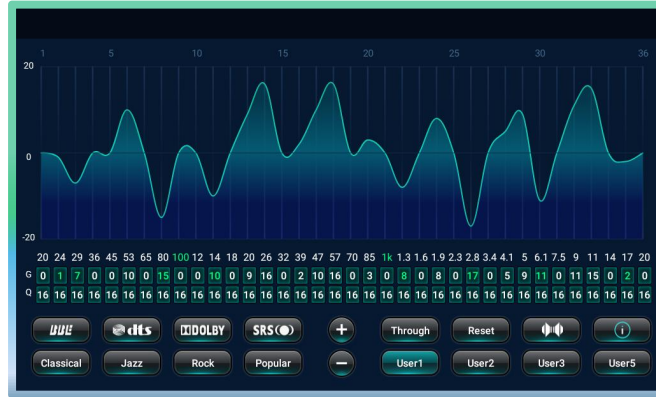 1 5 10 15 20 25 30 36
20
0
-20
20 24 29 36 45 53 65 80 100 12 14 18 20 26 32 39 47 57 70 85 1k 1.3 1.6 1.9 2.3 2.8 3.4 4.1 5 6.1 7.5 9 11 14 17 20
G 0 1 7 0 0 10 0 15 0 0 10 0 9 16 0 2 10 16 0 3 0 8 0 8 0 17 0 5 9 11 0 11 15 0 2 0
Q 16 16 16 16 16 16 16 16 16 16 16 16 16 16 16 16 16 16 16 16 16 16 16 16 16 16 16 16 16 16 16 16 16 16 16 16
dts DOLBY SRS + Through Reset i
Classical Jazz Rock Popular − User1 User2 User3 User5